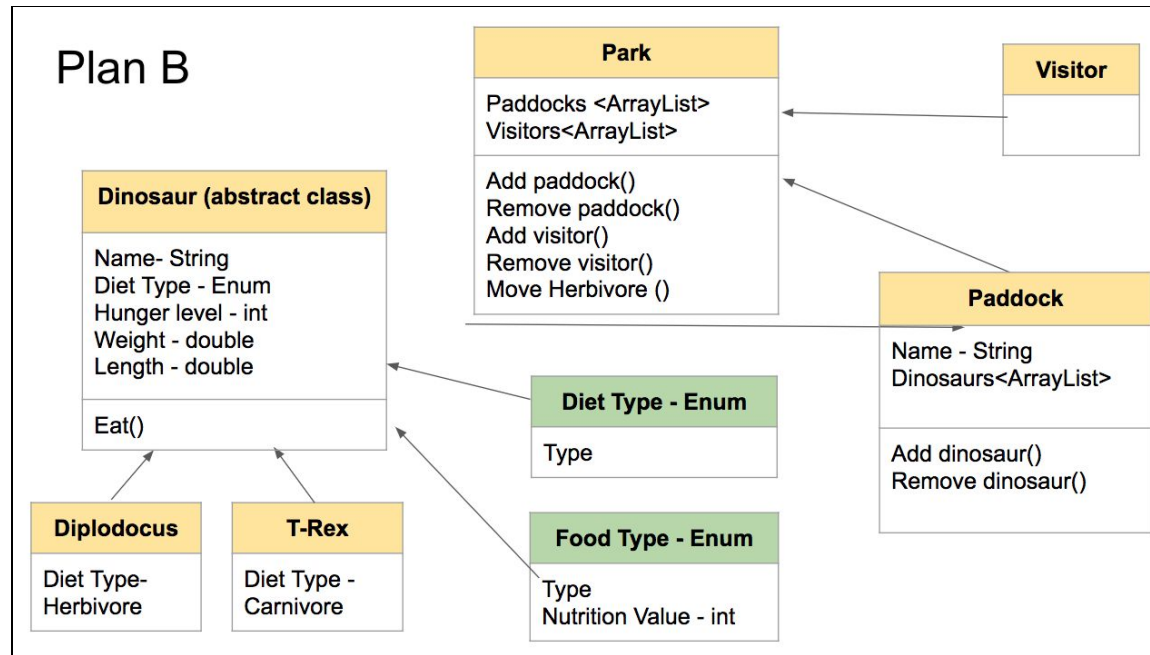 Plan B
Park
Paddocks <ArrayList>
Visitors<ArrayList>
Add paddock()
Remove paddock()
Add visitor()
Remove visitor()
Move Herbivore ()
Visitor
Dinosaur (abstract class)
Name- String
Diet Type - Enum
Hunger level - int
Weight - double
Length - double
Eat()
Paddock
Name - String
Dinosaurs<ArrayList>
Add dinosaur()
Remove dinosaur()
Diet Type - Enum
Type
Diplodocus
Diet Type-
Herbivore
T-Rex
Diet Type -
Carnivore
Food Type - Enum
Type
Nutrition Value - int